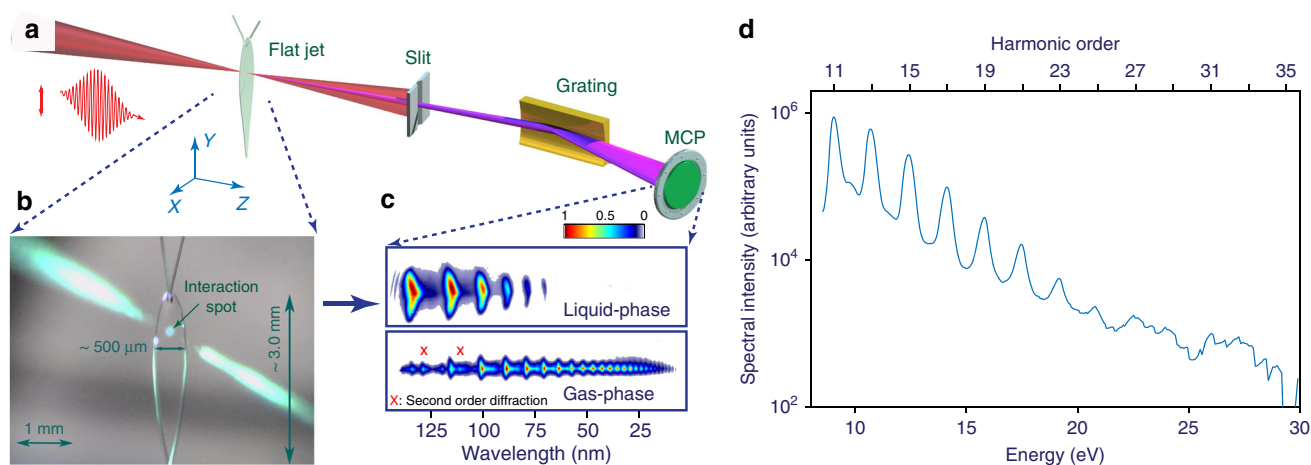 a
Flat jet
Slit
Grating
MCP
Y
X
Z
b
Interaction
spot
~ 500 µm
~ 3.0 mm
1 mm
c
1 0.5 0
Liquid-phase
X X
X: Second order diffraction
Gas-phase
125 100 75 50 25
Wavelength (nm)
d
Harmonic order
11 15 19 23 27 31 35
Spectral intensity (arbitrary units)
10⁶
10⁴
10²
10 15 20 25 30
Energy (eV)